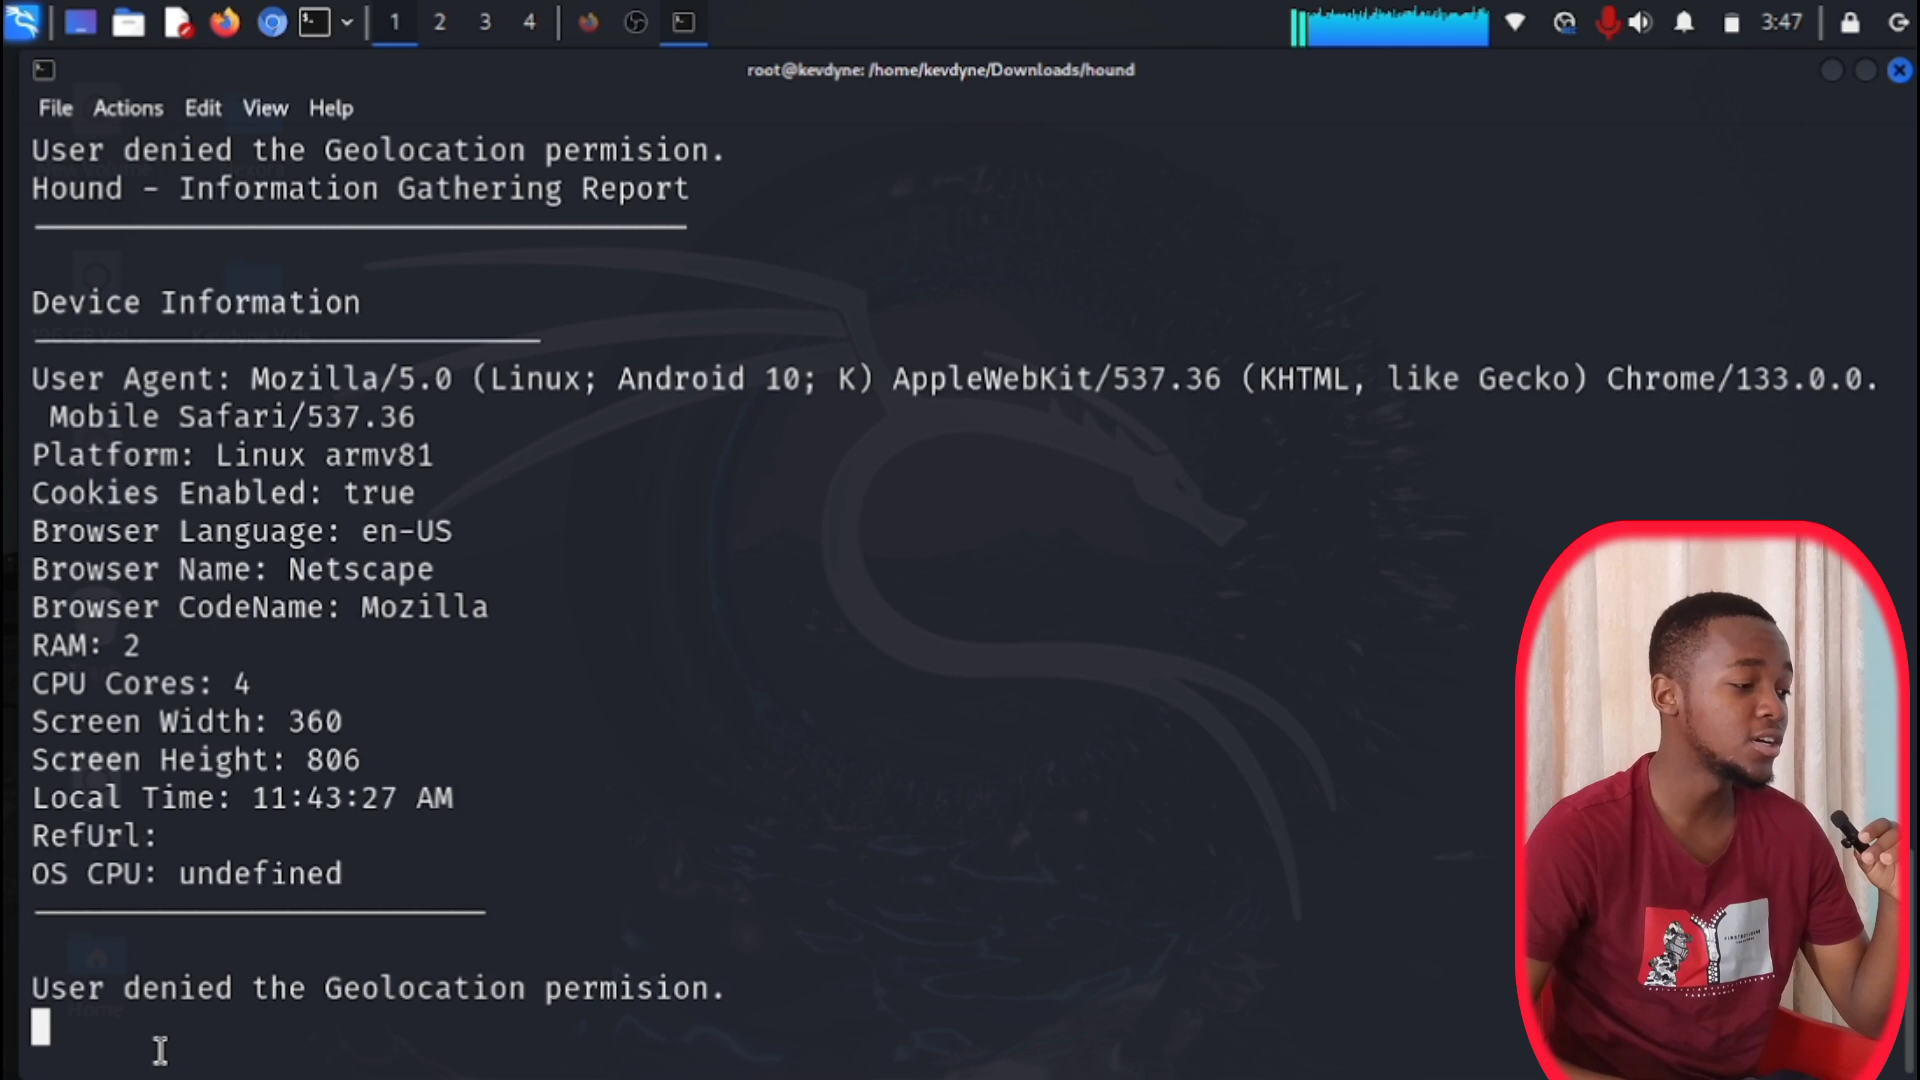 1 2 3 4 3:47
root@kevdyne: /home/kevdyne/Downloads/hound
File Actions Edit View Help
User denied the Geolocation permision.
Hound - Information Gathering Report
Device Information
User Agent: Mozilla/5.0 (Linux; Android 10; K) AppleWebKit/537.36 (KHTML, like Gecko) Chrome/133.0.0.
Mobile Safari/537.36
Platform: Linux armv81
Cookies Enabled: true
Browser Language: en-US
Browser Name: Netscape
Browser CodeName: Mozilla
RAM: 2
CPU Cores: 4
Screen Width: 360
Screen Height: 806
Local Time: 11:43:27 AM
RefUrl:
OS CPU: undefined
User denied the Geolocation permision.
Home